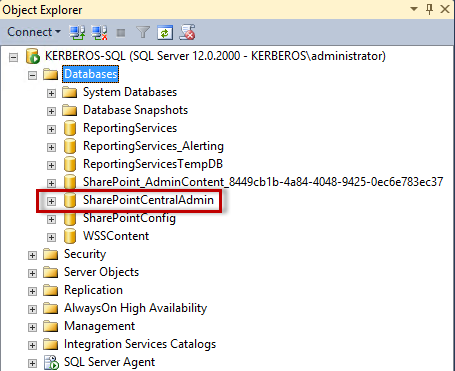 Object Explorer
Connect
KERBEROS-SQL (SQL Server 12.0.2000 - KERBEROS\administrator)
Databases
System Databases
Database Snapshots
ReportingServices
ReportingServices_Alerting
ReportingServicesTempDB
SharePoint_AdminContent_8449cb1b-4a84-4048-9425-0ec6e783ec37
SharePointCentralAdmin
SharePointConfig
WSSContent
Security
Server Objects
Replication
AlwaysOn High Availability
Management
Integration Services Catalogs
SQL Server Agent